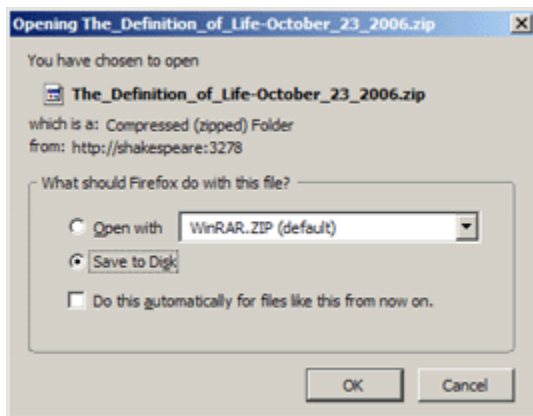 Opening The_Definition_of_Life-October_23_2006.zip
You have chosen to open
The_Definition_of_Life-October_23_2006.zip
which is a: Compressed (zipped) Folder
from: http://shakespeare:3278
What should Firefox do with this file?
Open with WinRAR.ZIP (default)
Save to Disk
Do this automatically for files like this from now on.
OK Cancel